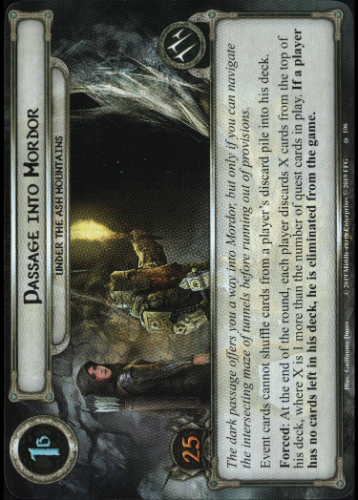 1B
PASSAGE INTO MORDOR
UNDER THE ASH MOUNTAINS
25
The dark passage offers you a way into Mordor, but only if you can navigate
the intersecting maze of tunnels before running out of provisions.
Event cards cannot shuffle cards from a player's discard pile into his deck.
Forced: At the end of the round, each player discards X cards from the top of
his deck, where X is 1 more than the number of quest cards in play. If a player
has no cards left in his deck, he is eliminated from the game.
Illus. Guillaume Ducos © 2019 Middle-earth Enterprises © 2019 FFG 106